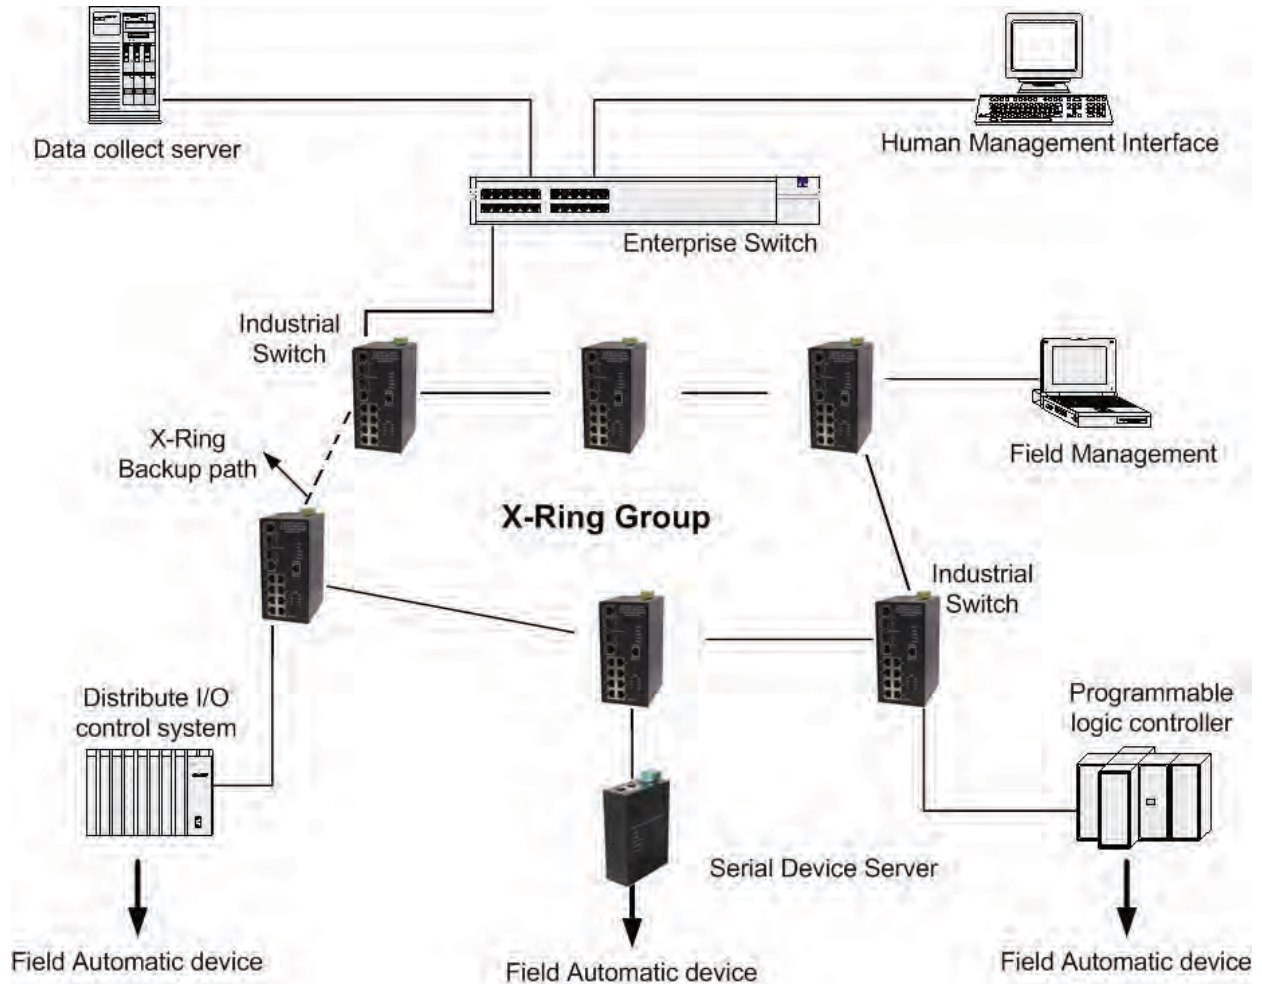 Data collect server
Human Management Interface
Enterprise Switch
Industrial
Switch
X-Ring
Backup path
Field Management
X-Ring Group
Industrial
Switch
Distribute I/O
control system
Programmable
logic controller
Serial Device Server
Field Automatic device
Field Automatic device
Field Automatic device